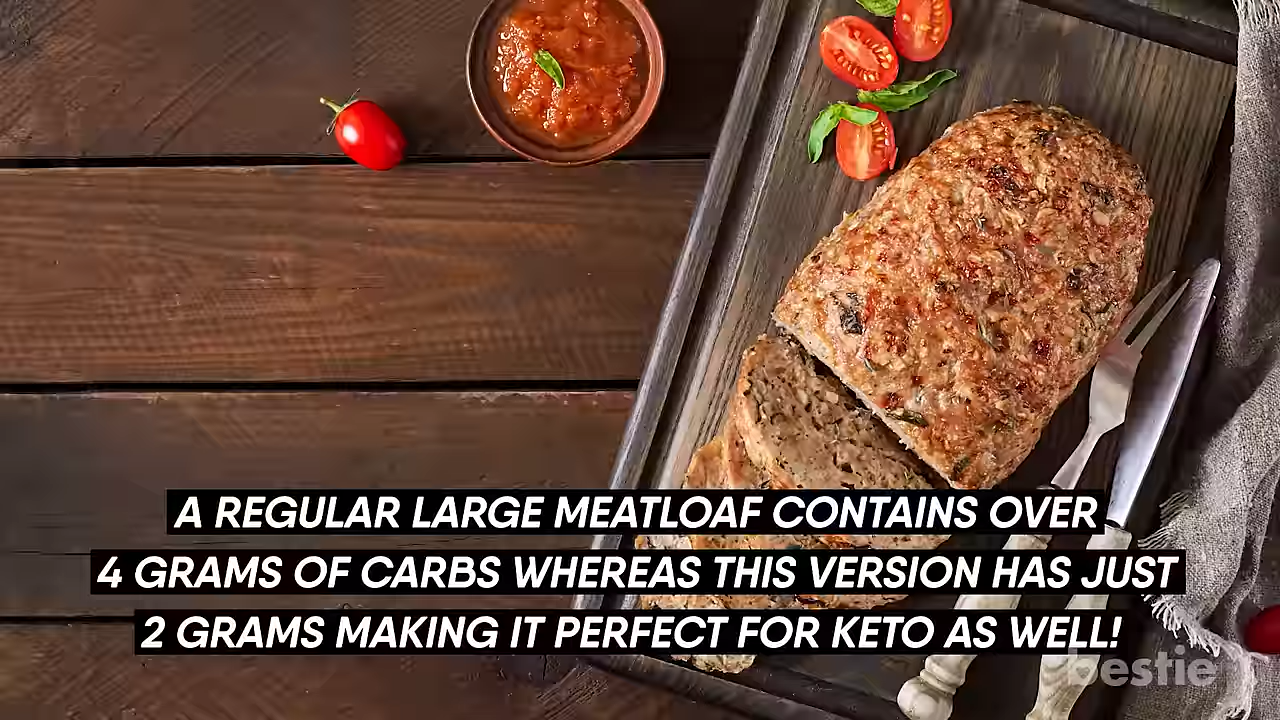 A REGULAR LARGE MEATLOAF CONTAINS OVER
4 GRAMS OF CARBS WHEREAS THIS VERSION HAS JUST
2 GRAMS MAKING IT PERFECT FOR KETO AS WELL!
bestie